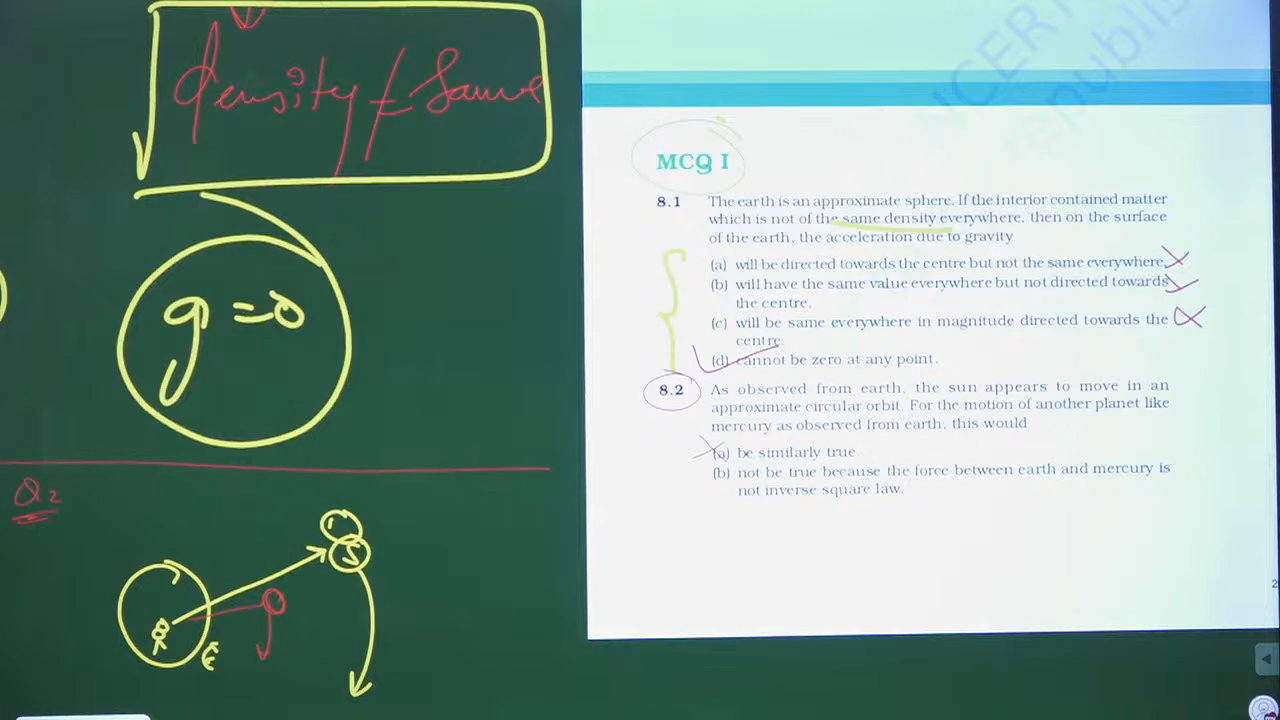 density ≠ Same
g = 0
Q2
S
E
NCERT
republis
MCQ I
8.1 The earth is an approximate sphere. If the interior contained matter
which is not of the same density everywhere, then on the surface
of the earth, the acceleration due to gravity
(a) will be directed towards the centre but not the same everywhere.
(b) will have the same value everywhere but not directed towards
the centre.
(c) will be same everywhere in magnitude directed towards the
centre.
(d) cannot be zero at any point.
8.2 As observed from earth, the sun appears to move in an
approximate circular orbit. For the motion of another planet like
mercury as observed from earth, this would
(a) be similarly true
(b) not be true because the force between earth and mercury is
not inverse square law.
2